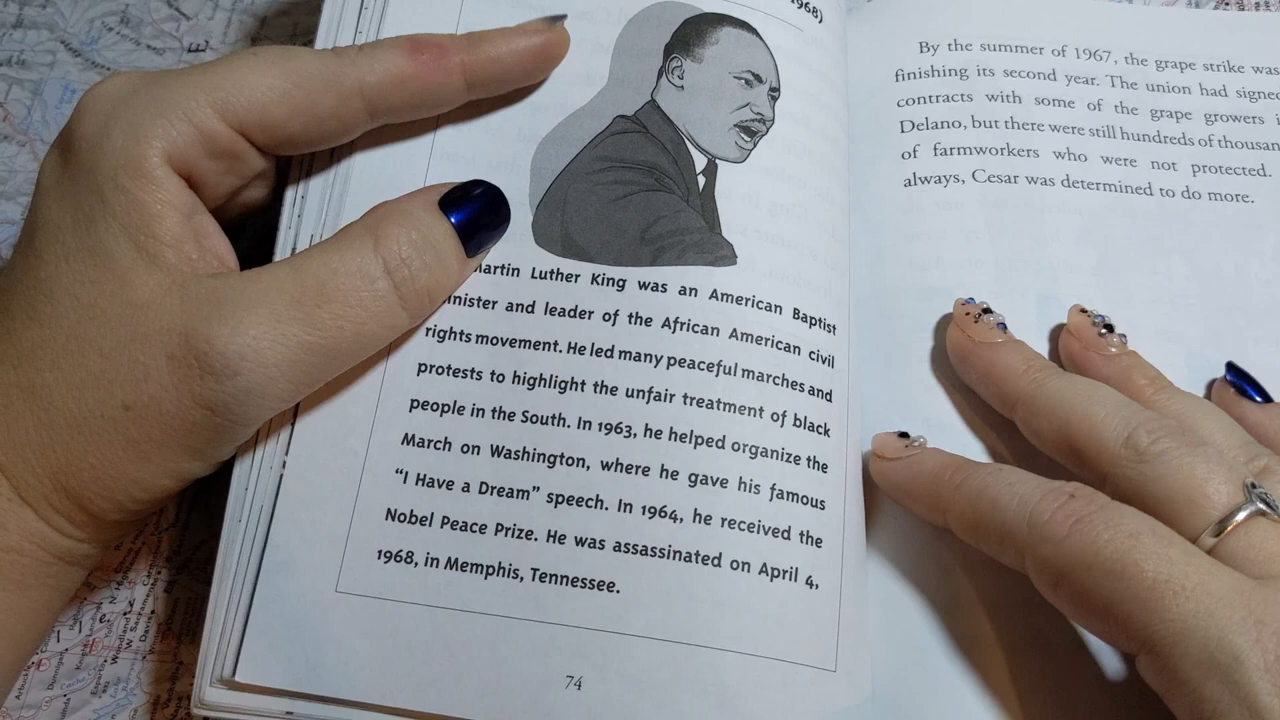 1968)
Martin Luther King was an American Baptist
minister and leader of the African American civil
rights movement. He led many peaceful marches and
protests to highlight the unfair treatment of black
people in the South. In 1963, he helped organize the
March on Washington, where he gave his famous
“I Have a Dream” speech. In 1964, he received the
Nobel Peace Prize. He was assassinated on April 4,
1968, in Memphis, Tennessee.
74
By the summer of 1967, the grape strike was
finishing its second year. The union had signed
contracts with some of the grape growers
Delano, but there were still hundreds of
of farmworkers who were not protected.
always, Cesar was determined to do more.
Woodland
Davis
Dunnigan
Esparto